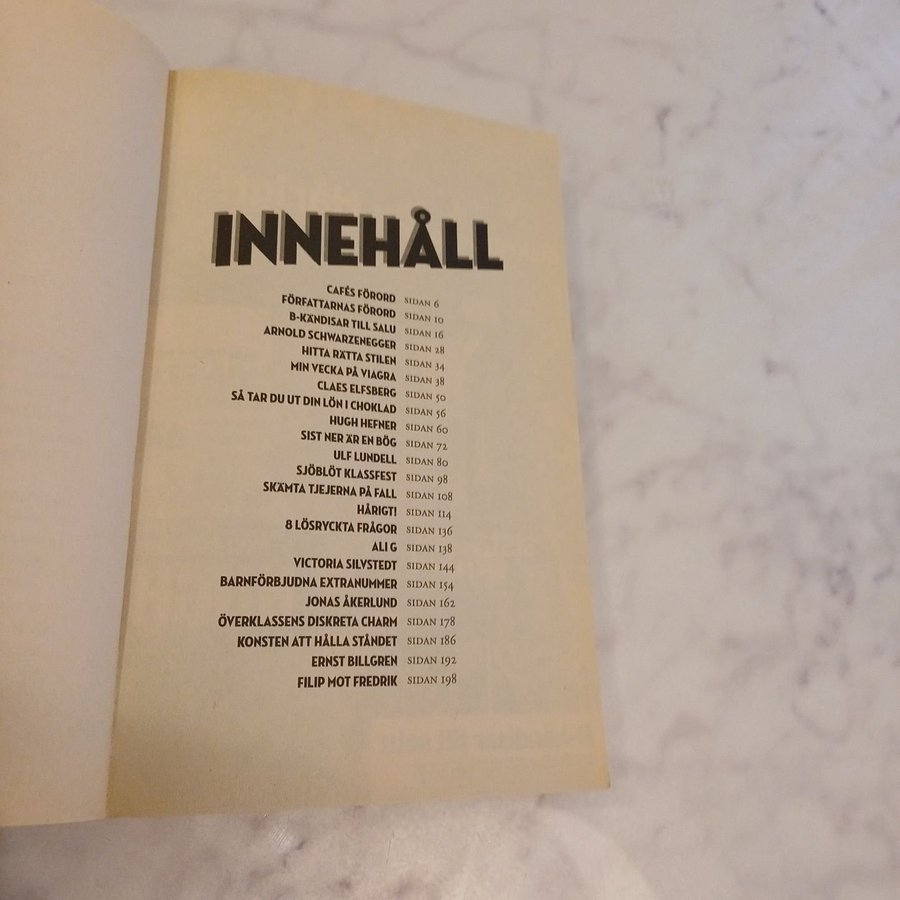 INNEHÅLL
CAFÉS FÖRORD SIDAN 6
FÖRFATTARNAS FÖRORD SIDAN 10
B-KÄNDISAR TILL SALU SIDAN 16
ARNOLD SCHWARZENEGGER SIDAN 28
HITTA RÄTTA STILEN SIDAN 34
MIN VECKA PÅ VIAGRA SIDAN 38
CLAES ELFSBERG SIDAN 50
SÅ TAR DU UT DIN LÖN I CHOKLAD SIDAN 56
HUGH HEFNER SIDAN 60
SIST NER ÄR EN BÖG SIDAN 72
ULF LUNDELL SIDAN 80
SJÖBLÖT KLASSFEST SIDAN 98
SKÄMTA TJEJERNA PÅ FALL SIDAN 108
HÅRIGT! SIDAN 114
8 LÖSRYCKTA FRÅGOR SIDAN 136
ALI G SIDAN 138
VICTORIA SILVSTEDT SIDAN 144
BARNFÖRBJUDNA EXTRANUMMER SIDAN 154
JONAS ÅKERLUND SIDAN 162
ÖVERKLASSENS DISKRETA CHARM SIDAN 178
KONSTEN ATT HÅLLA STÅNDET SIDAN 186
ERNST BILLGREN SIDAN 192
FILIP MOT FREDRIK SIDAN 198